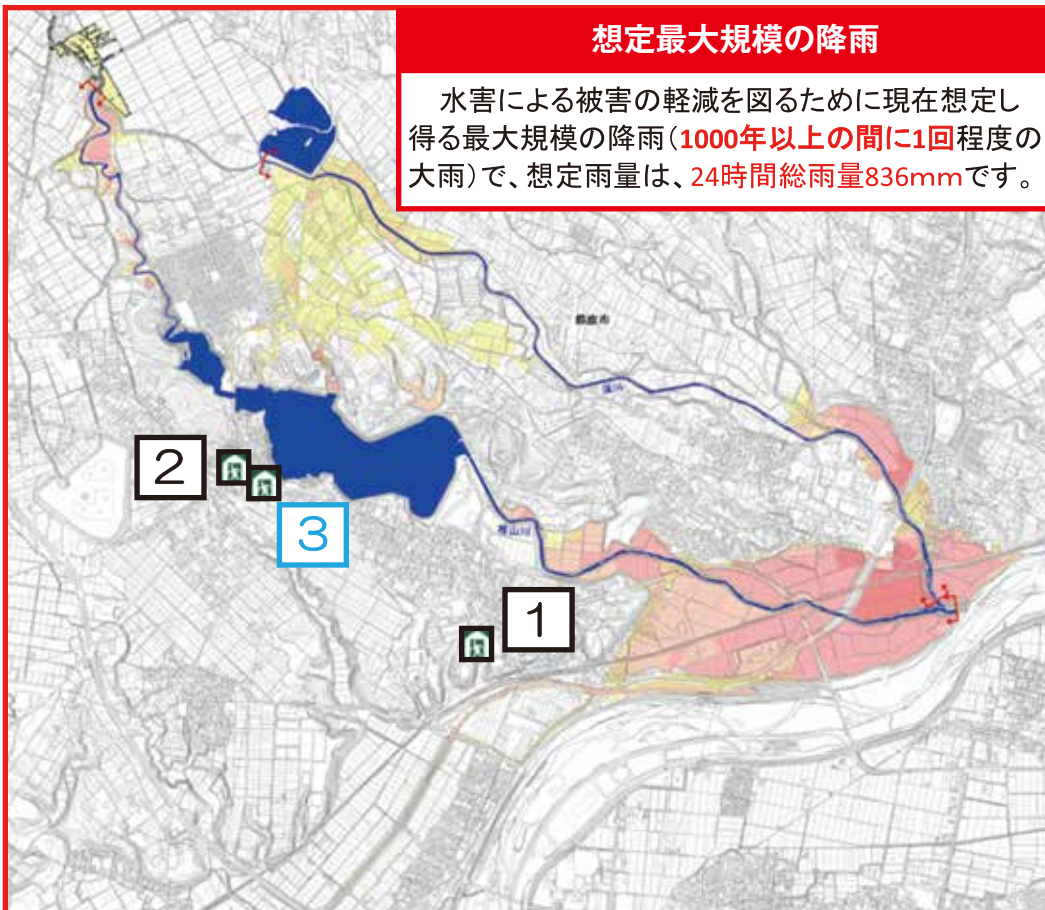 想定最大規模の降雨
水害による被害の軽減を図るために現在想定し
得る最大規模の降雨(1000年以上の間に1回程度の
大雨)で、想定雨量は、24時間総雨量836mmです。
鈴鹿市
2
3
1